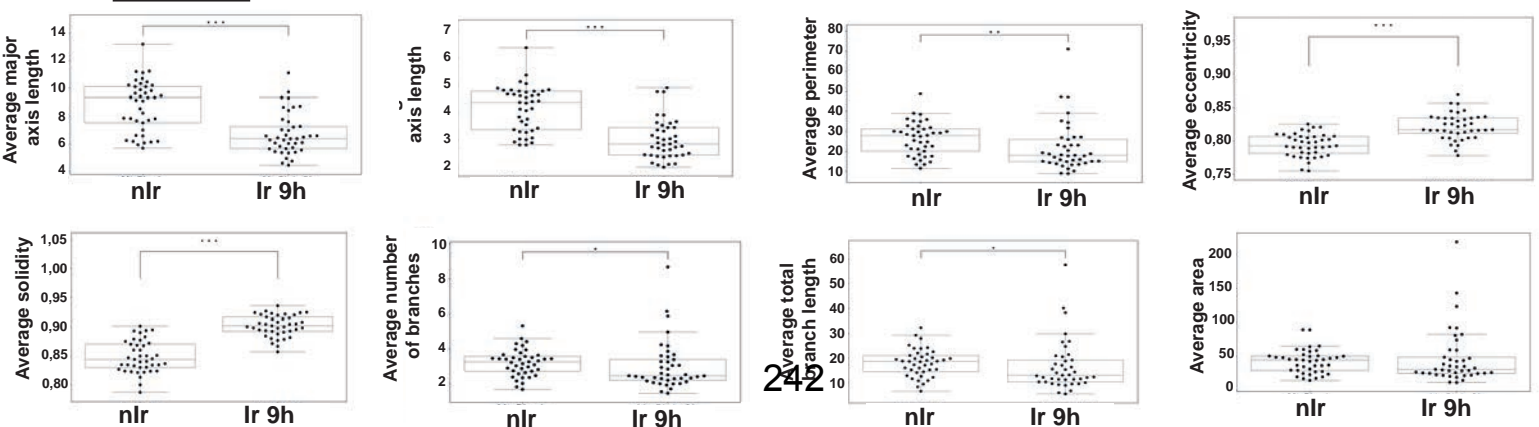 Average major
axis length
14
12
10
8
6
4
***
nIr
Ir 9h
axis length
7
6
5
4
3
2
***
nIr
Ir 9h
Average perimeter
80
70
60
50
40
30
20
10
**
nIr
Ir 9h
Average eccentricity
0,95
0,90
0,85
0,80
0,75
***
nIr
Ir 9h
Average solidity
1,05
1,00
0,95
0,90
0,85
0,80
***
nIr
Ir 9h
Average number
of branches
10
8
6
4
2
*
nIr
Ir 9h
Average total
branch length
60
50
40
30
20
10
*
242
nIr
Ir 9h
Average area
200
150
100
50
0
nIr
Ir 9h